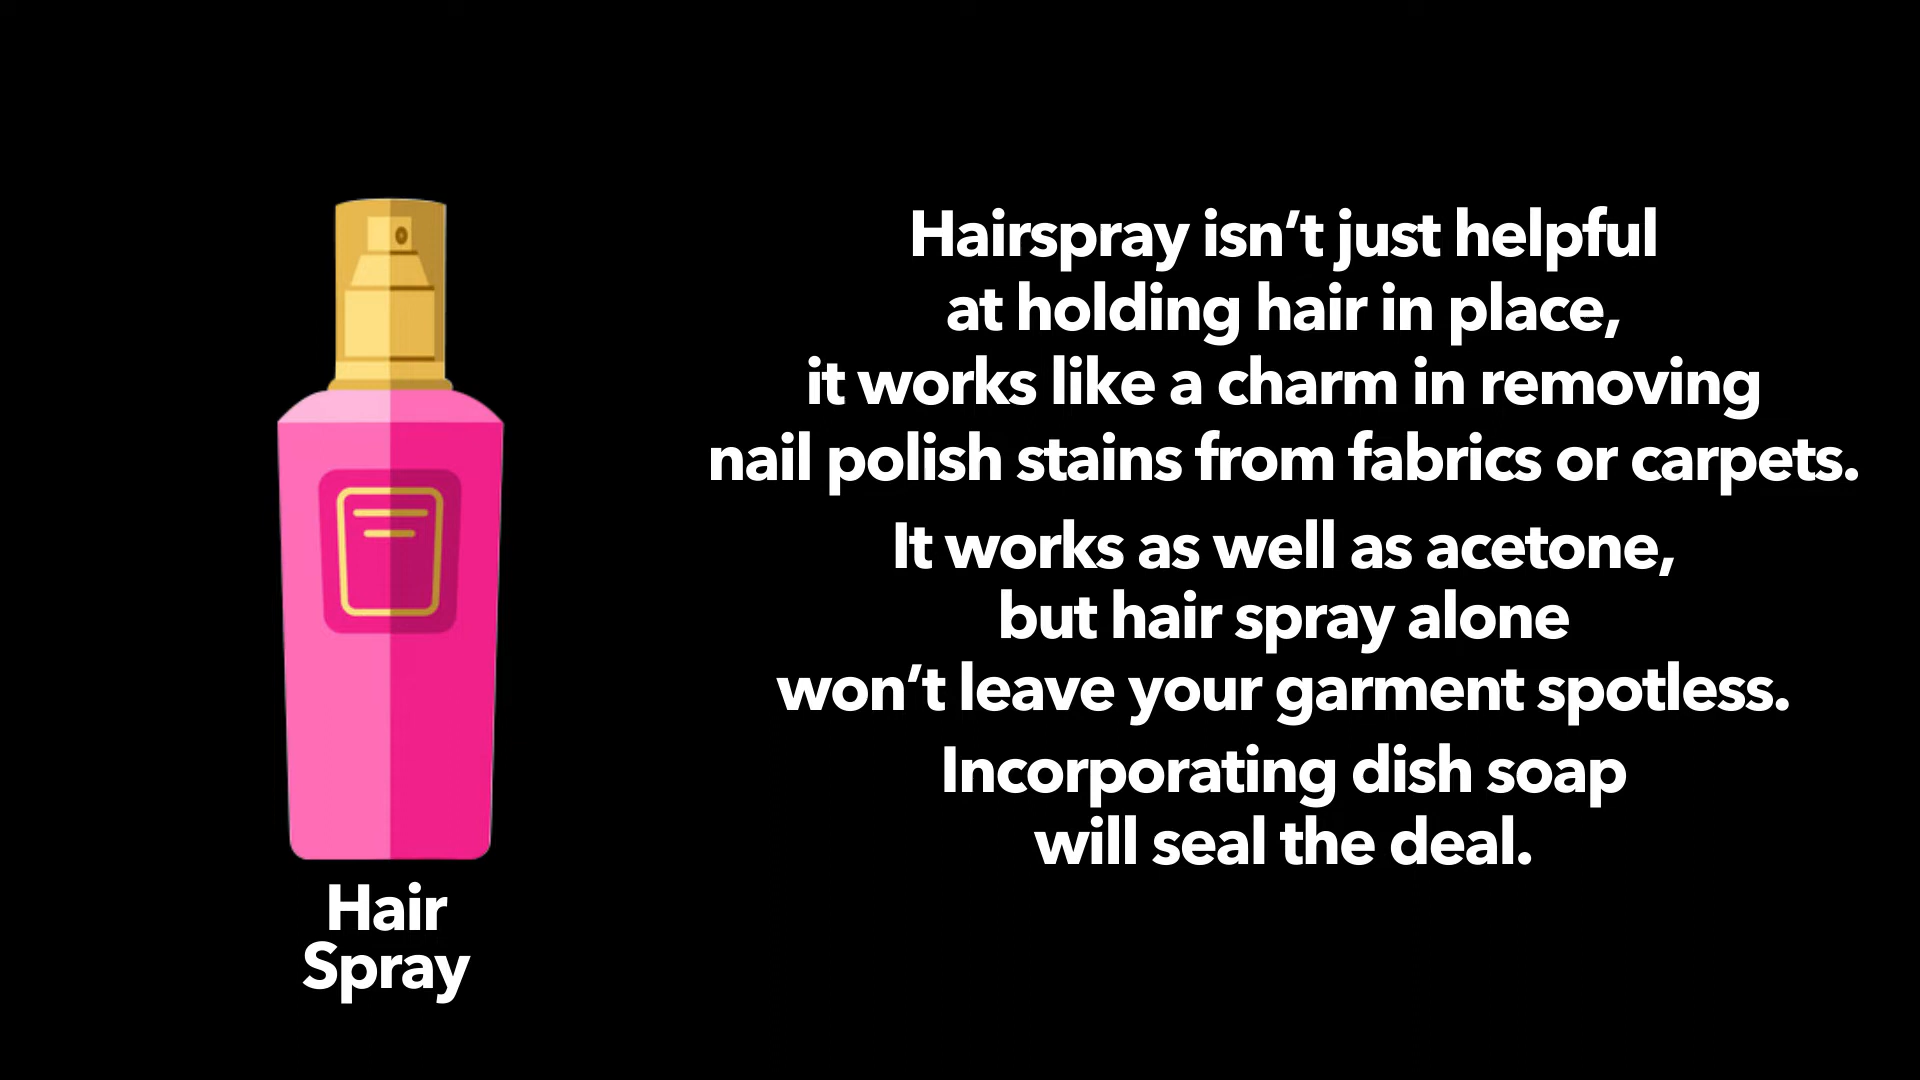 Hairspray isn’t just helpful
at holding hair in place,
it works like a charm in removing
nail polish stains from fabrics or carpets.
It works as well as acetone,
but hair spray alone
won’t leave your garment spotless.
Incorporating dish soap
will seal the deal.
Hair
Spray